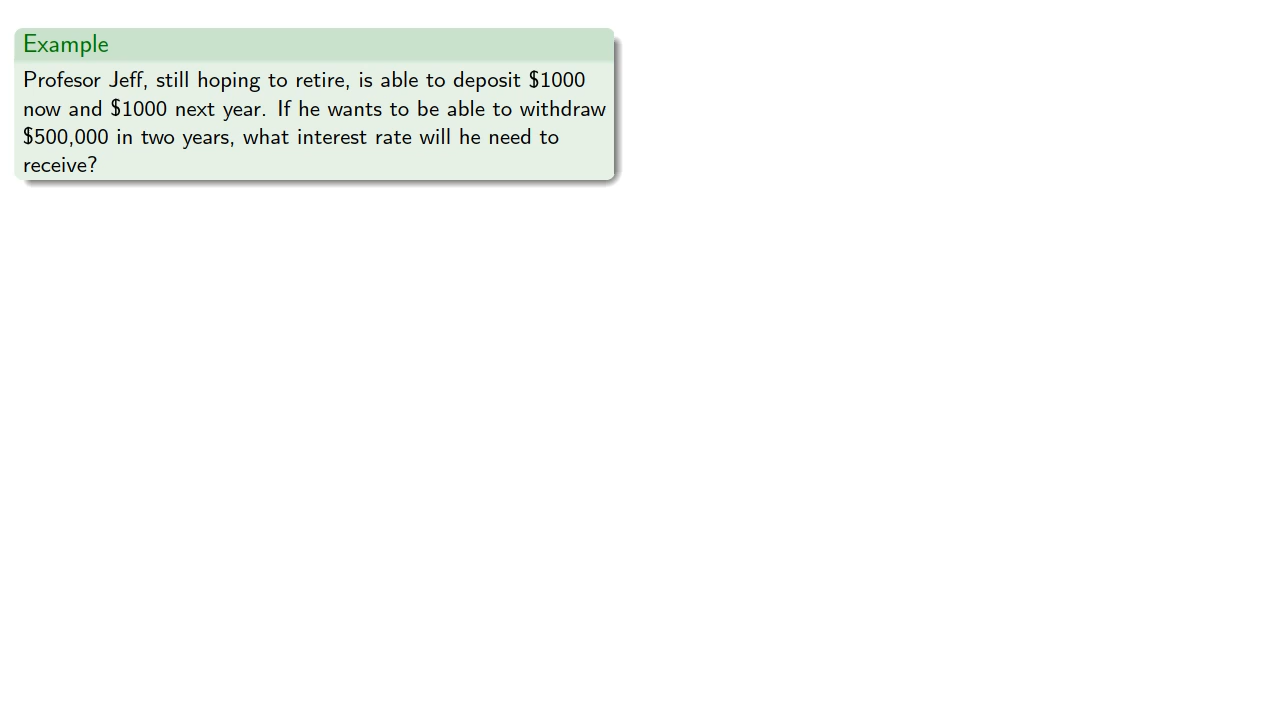 Example
Profesor Jeff, still hoping to retire, is able to deposit $1000
now and $1000 next year. If he wants to be able to withdraw
$500,000 in two years, what interest rate will he need to
receive?